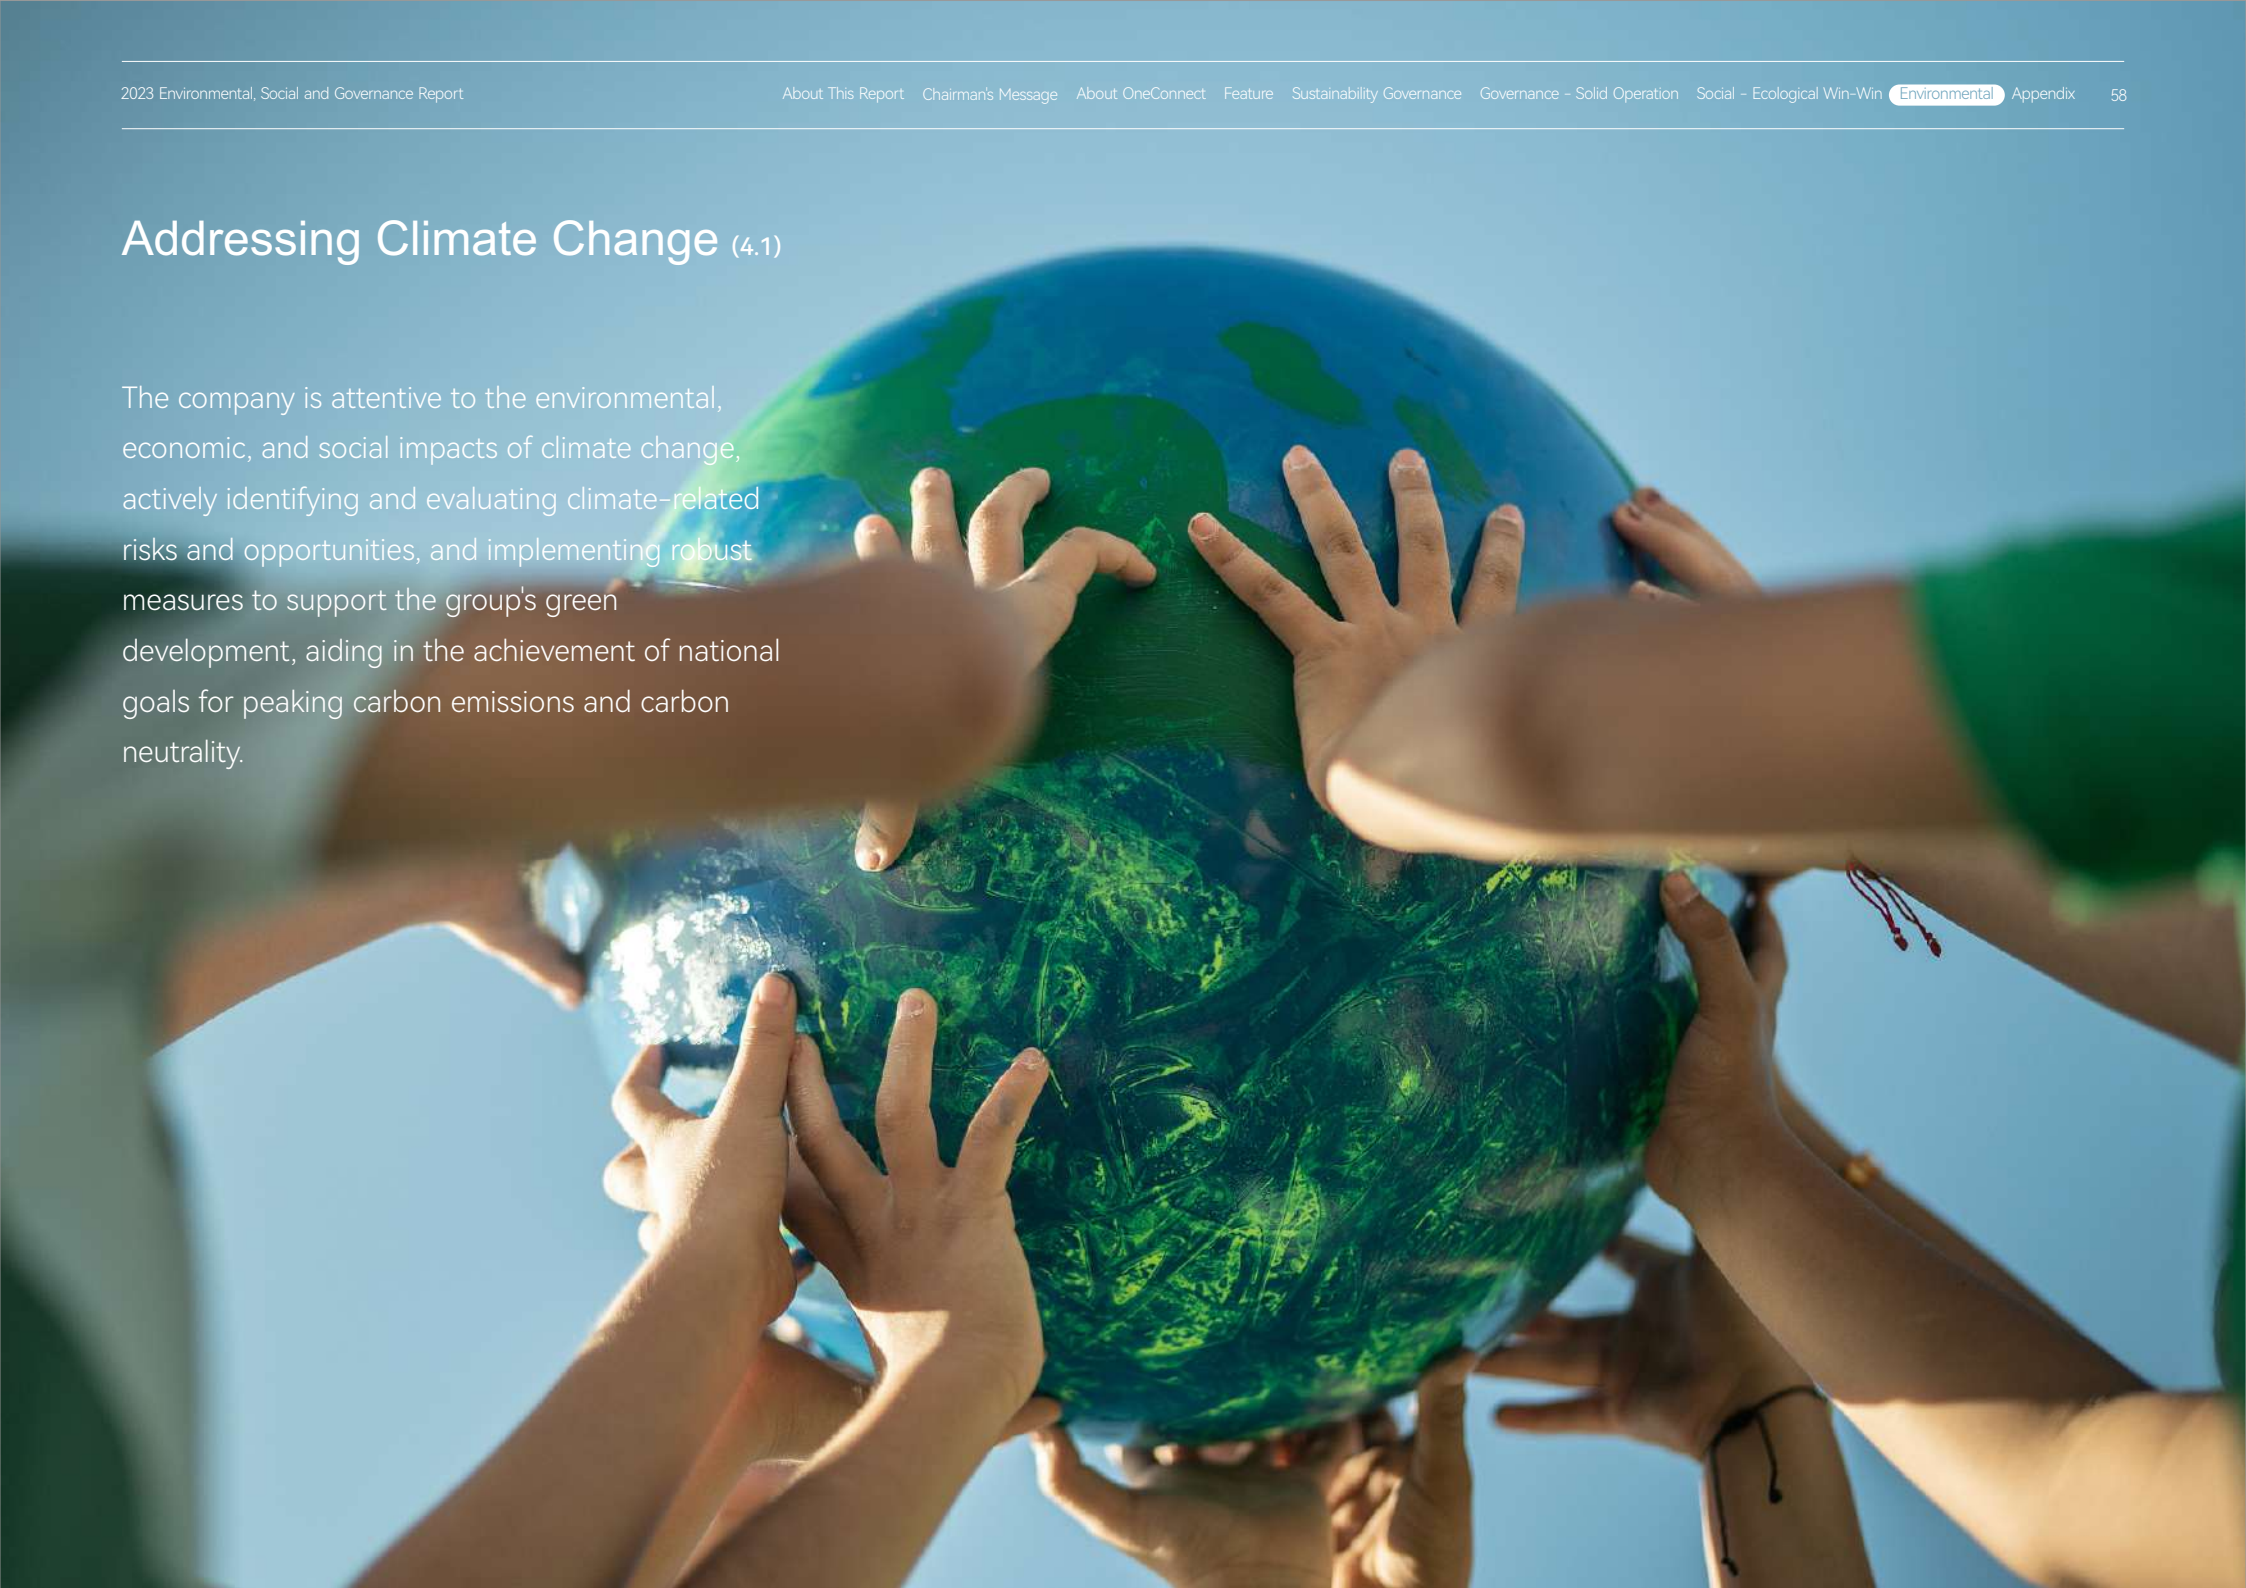 2023 Environmental, Social and Governance Report
About This Report Chairman's Message About OneConnect Feature Sustainability Governance Governance - Solid Operation Social - Ecological Win-Win Environmental Appendix 58
Addressing Climate Change (4.1)
The company is attentive to the environmental,
economic, and social impacts of climate change,
actively identifying and evaluating climate-related
risks and opportunities, and implementing robust
measures to support the group's green
development, aiding in the achievement of national
goals for peaking carbon emissions and carbon
neutrality.